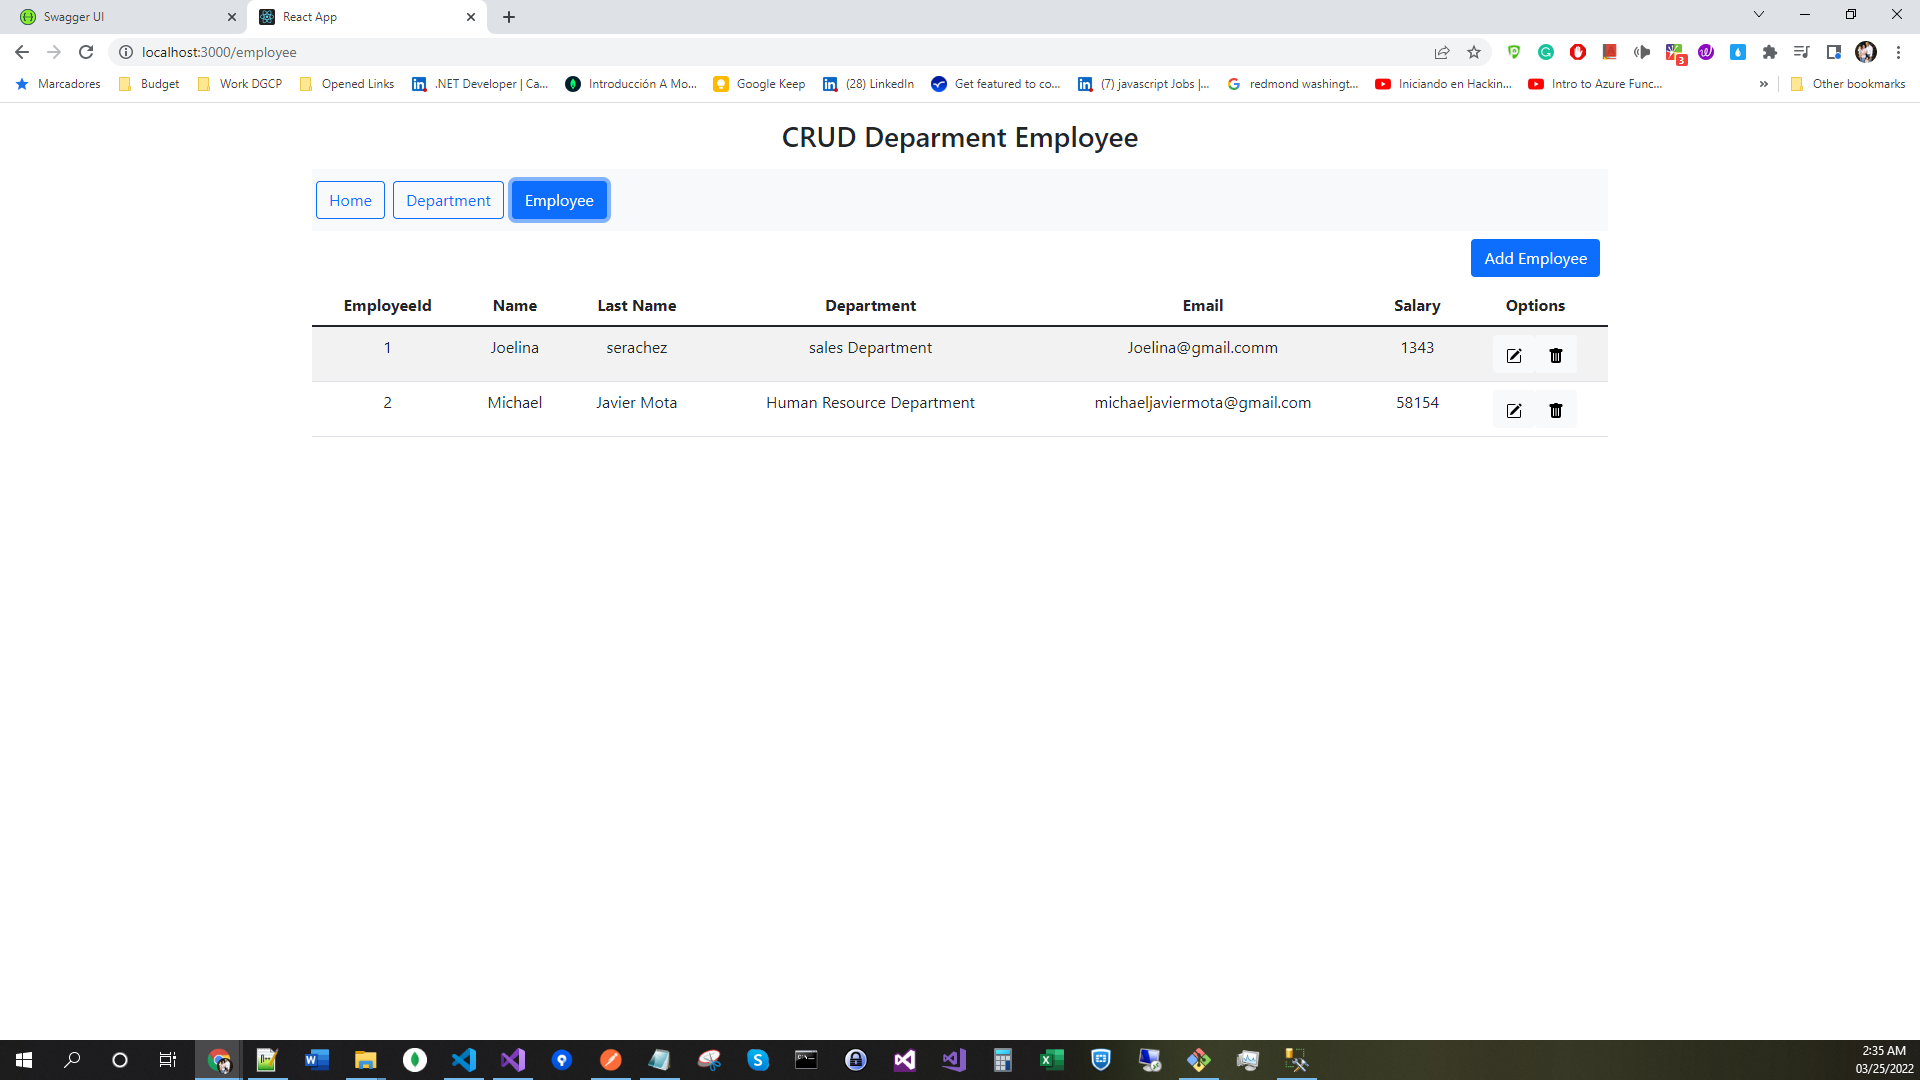 Swagger UI
React App
localhost:3000/employee
3
Marcadores
Budget
Work DGCP
Opened Links
.NET Developer | Ca...
Introducción A Mo...
Google Keep
(28) LinkedIn
Get featured to co...
(7) javascript Jobs |...
redmond washingt...
Iniciando en Hackin...
Intro to Azure Func...
»
Other bookmarks
CRUD Deparment Employee
Home Department Employee
Add Employee
EmployeeId Name Last Name Department Email Salary Options
1 Joelina serachez sales Department Joelina@gmail.comm 1343
2 Michael Javier Mota Human Resource Department michaeljaviermota@gmail.com 58154
2:35 AM
03/25/2022